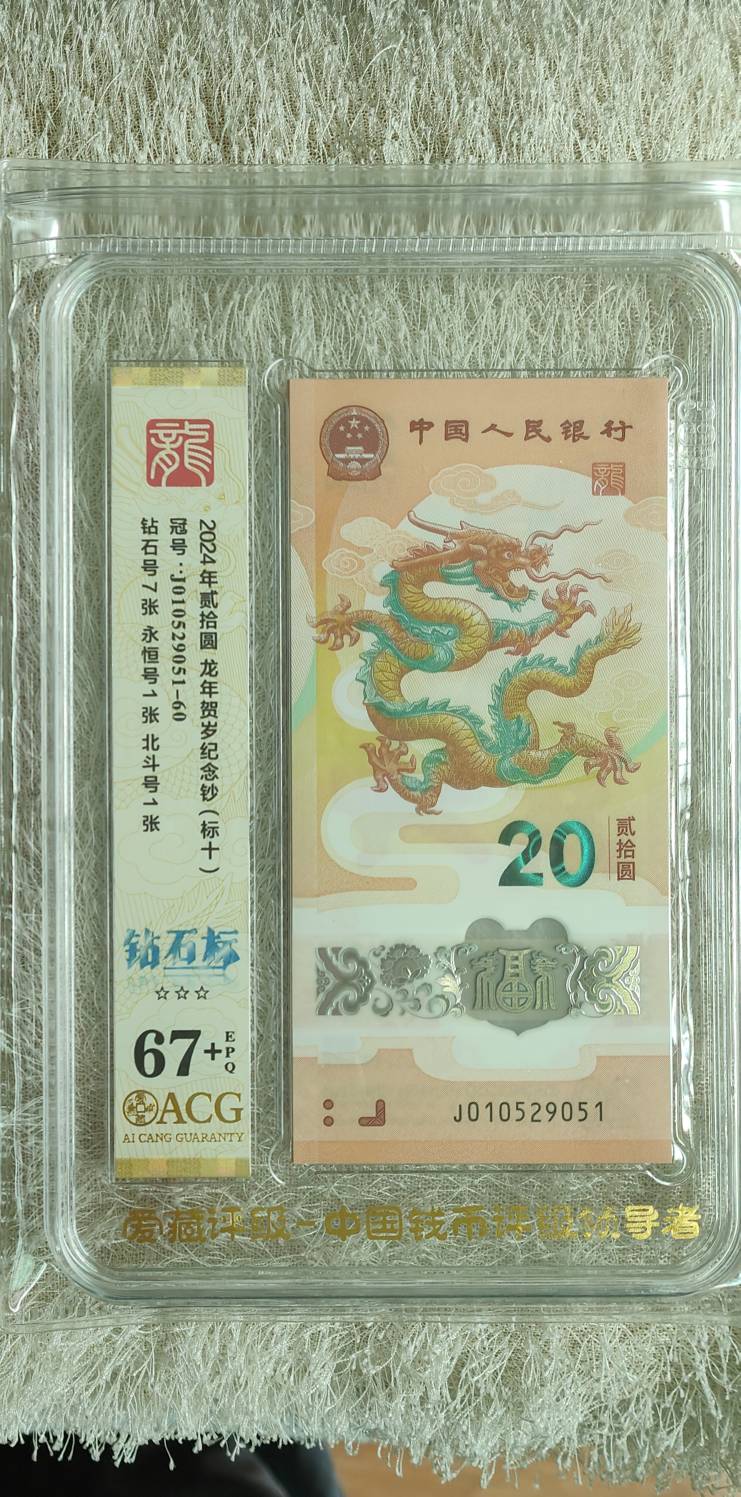 龍
2024年贰拾圆 龙年贺岁纪念钞(标十)
冠号:J010529051-60
钻石号7张 永恒号1张 北斗号1张
钻石标
☆☆☆
67+EPQ
ACG
AI CANG GUARANTY
中国人民银行
龍
20 贰拾圆
福
J010529051
爱藏评级-中国钱币评级领导者